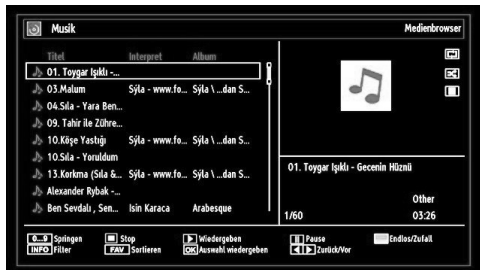 Musik
Medienbrowser
Titel Interpret Album
01. Toygar Işıklı -...
03.Malum Sýla - www.fo... Sýla \ ...dan S...
04.Sıla - Yara Ben...
09. Tahir ile Zühre...
10.Köşe Yastığı Sýla - www.fo... Sýla \ ...dan S...
10.Sıla - Yoruldum
13.Korkma (Sıla &... Sýla - www.fo... Sýla \ ...dan S...
Alexander Rybak -...
Ben Sevdalı , Sen... Isin Karaca Arabesque
01. Toygar Işıklı - Gecenin Hüznü
Other
1/60 03:26
0...9 Springen Stop Wiedergeben Pause Endlos/Zufall
INFO Filter FAV Sortieren OK Auswahl wiedergeben Zurück/Vor